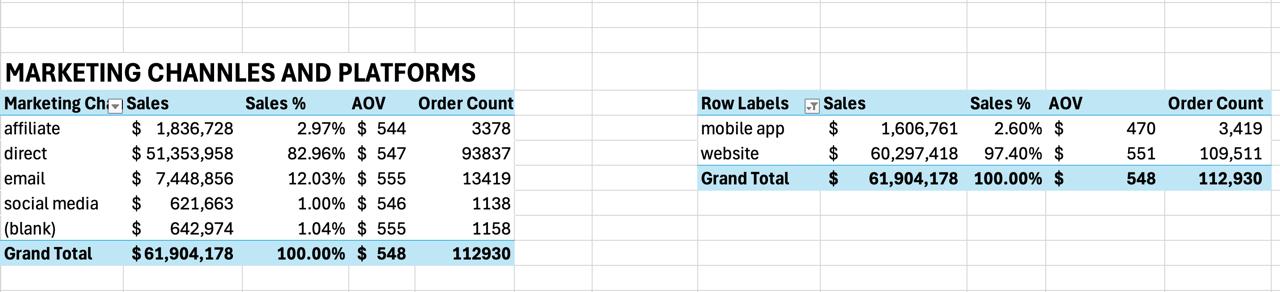 MARKETING CHANNLES AND PLATFORMS
Marketing Cha Sales Sales % AOV Order Count
affiliate $ 1,836,728 2.97% $ 544 3378
direct $ 51,353,958 82.96% $ 547 93837
email $ 7,448,856 12.03% $ 555 13419
social media $ 621,663 1.00% $ 546 1138
(blank) $ 642,974 1.04% $ 555 1158
Grand Total $ 61,904,178 100.00% $ 548 112930
Row Labels Sales Sales % AOV Order Count
mobile app $ 1,606,761 2.60% $ 470 3,419
website $ 60,297,418 97.40% $ 551 109,511
Grand Total $ 61,904,178 100.00% $ 548 112,930